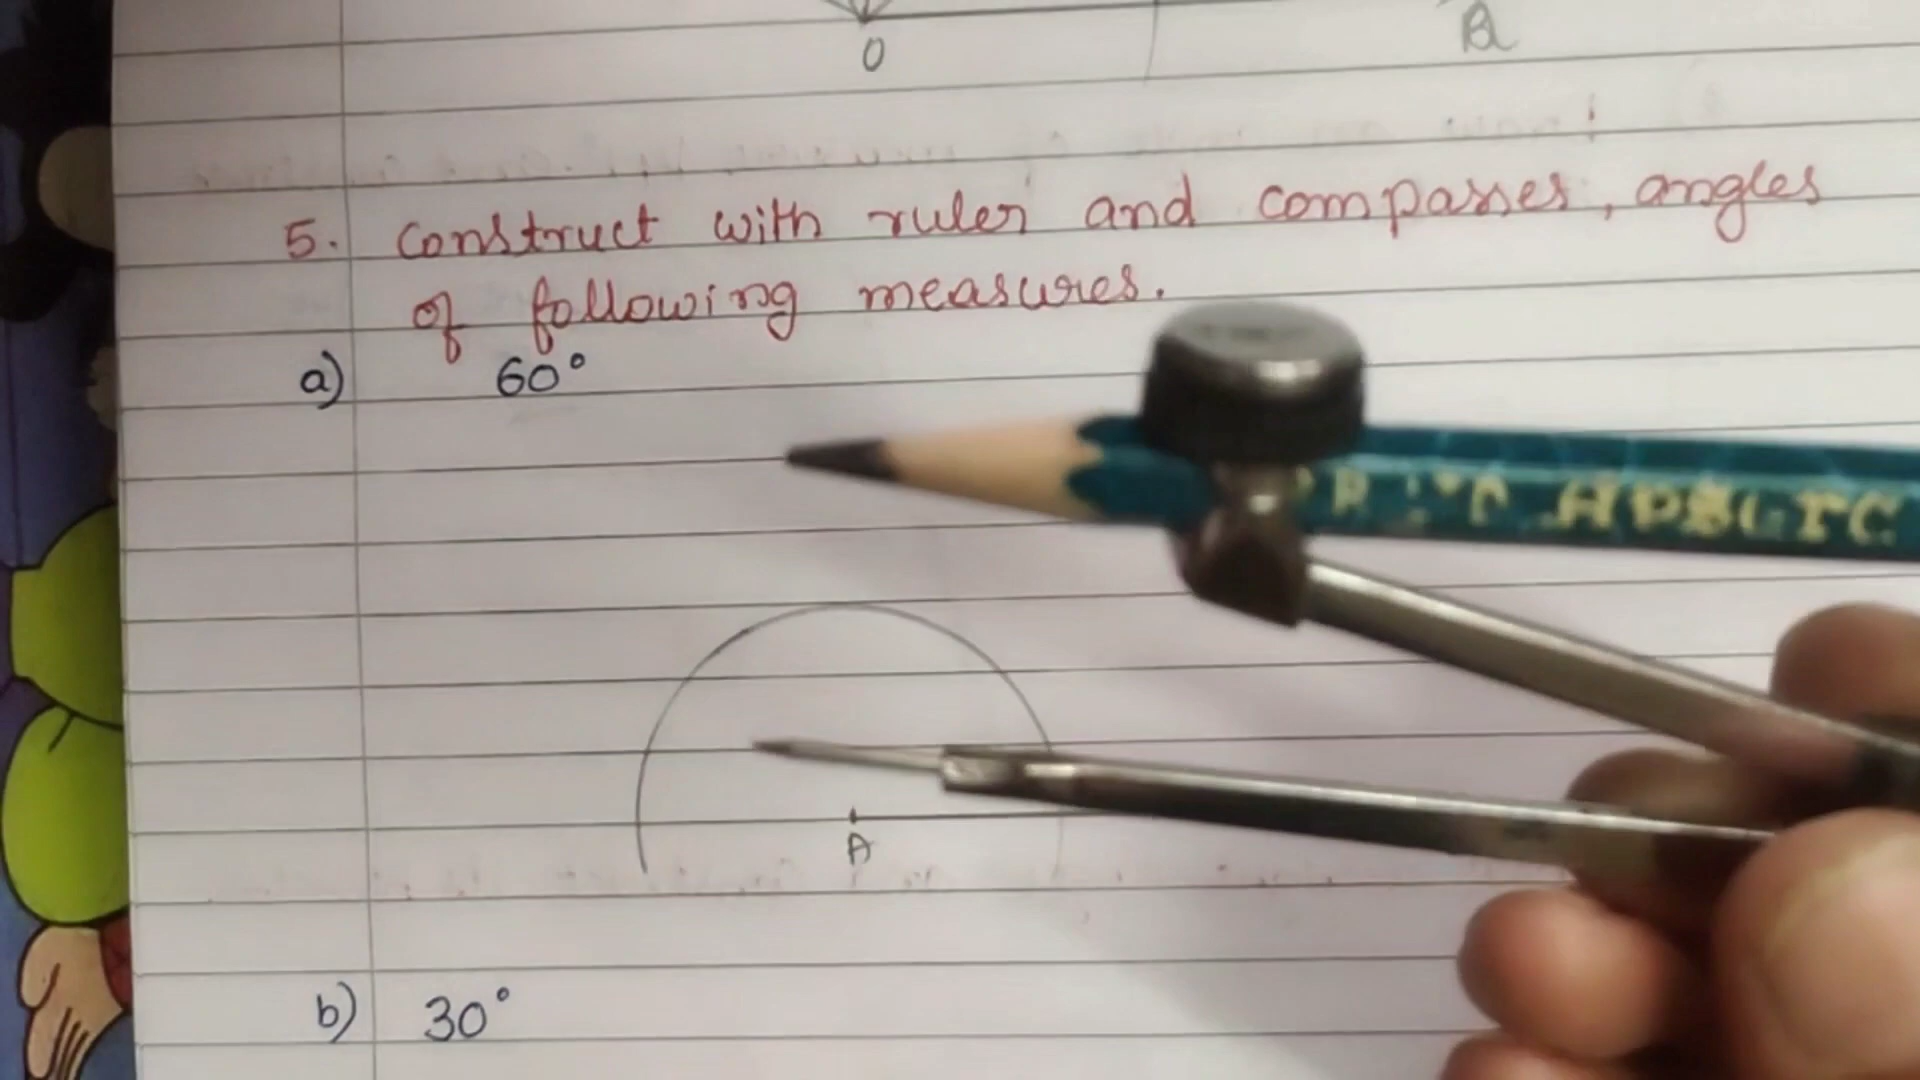 O
B
5. Construct with ruler and compasses, angles
of following measures.
a) 60°
A
b) 30°